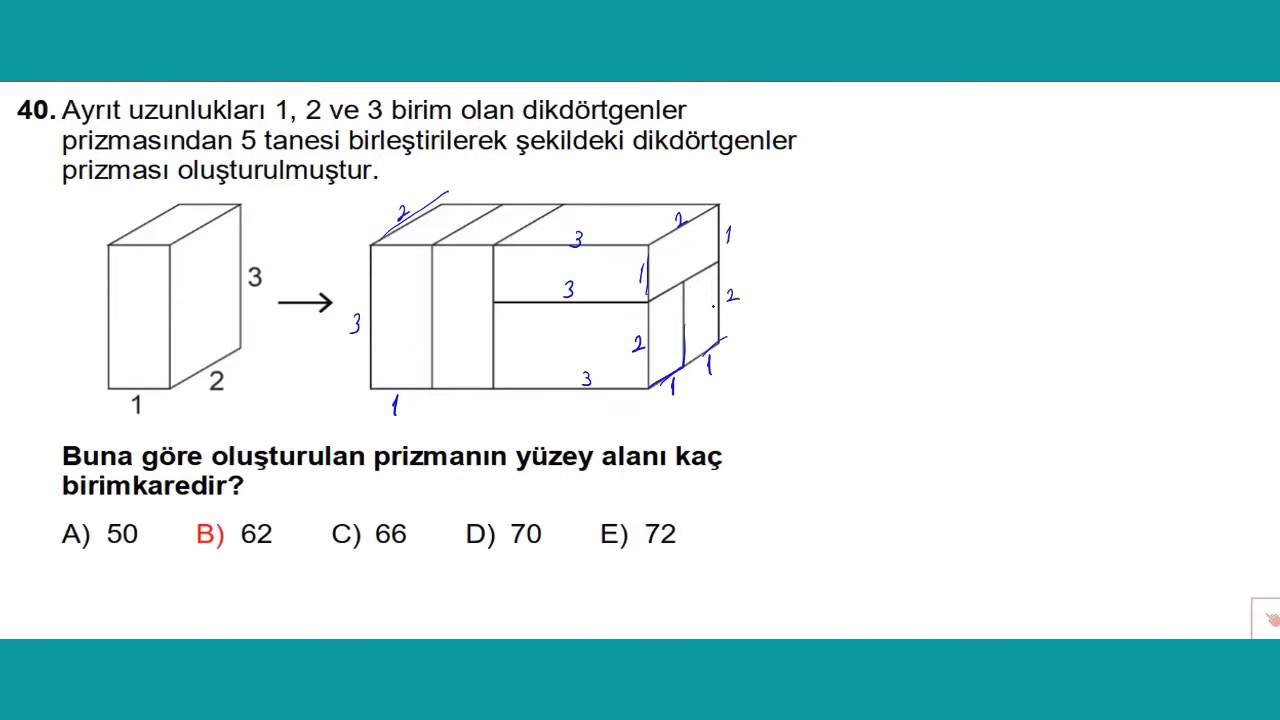 40. Ayrıt uzunlukları 1, 2 ve 3 birim olan dikdörtgenler
prizmasından 5 tanesi birleştirilerek şekildeki dikdörtgenler
prizması oluşturulmuştur.
2 2
3 1
3 1
3
3 2
3 2
3
2 1 1
1 1
Buna göre oluşturulan prizmanın yüzey alanı kaç
birimkaredir?
A) 50 B) 62 C) 66 D) 70 E) 72